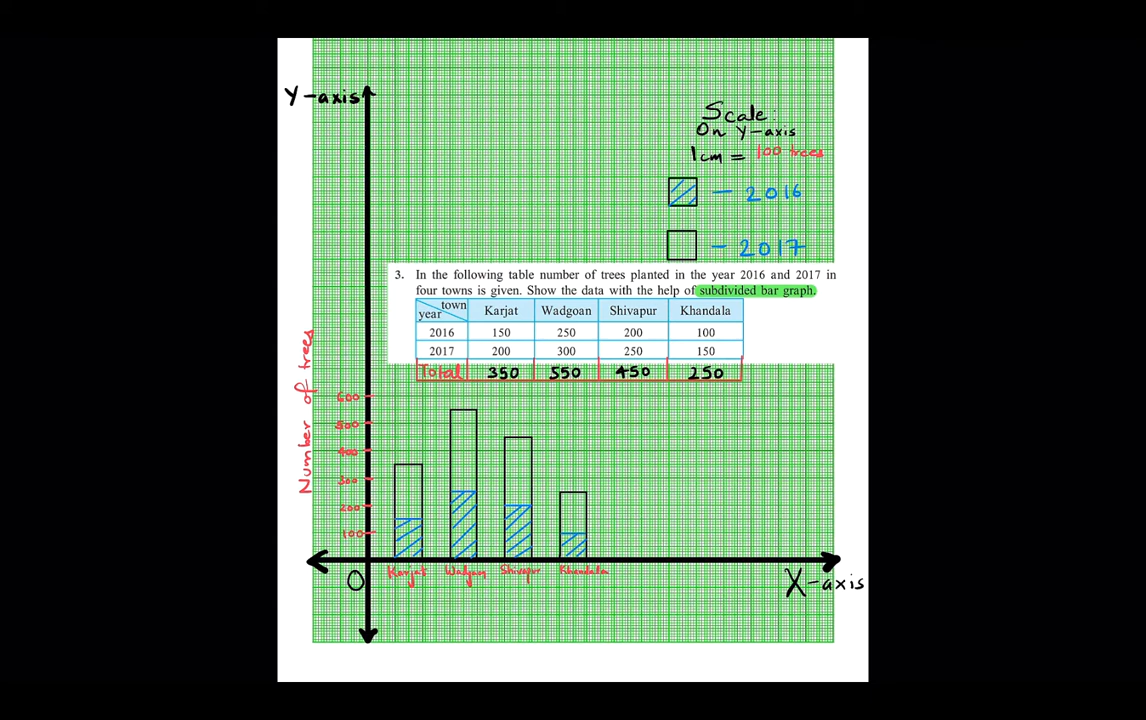 Y-axis
Scale:
On Y-axis
1cm = 100 trees
- 2016
- 2017
3. In the following table number of trees planted in the year 2016 and 2017 in
four towns is given. Show the data with the help of subdivided bar graph.
town
year Karjat Wadgoan Shivapur Khandala
2016 150 250 200 100
2017 200 300 250 150
Total 350 550 450 250
Number of trees
600
500
400
300
200
100
O
Karjat Wadgoan Shivapur Khandala
X-axis